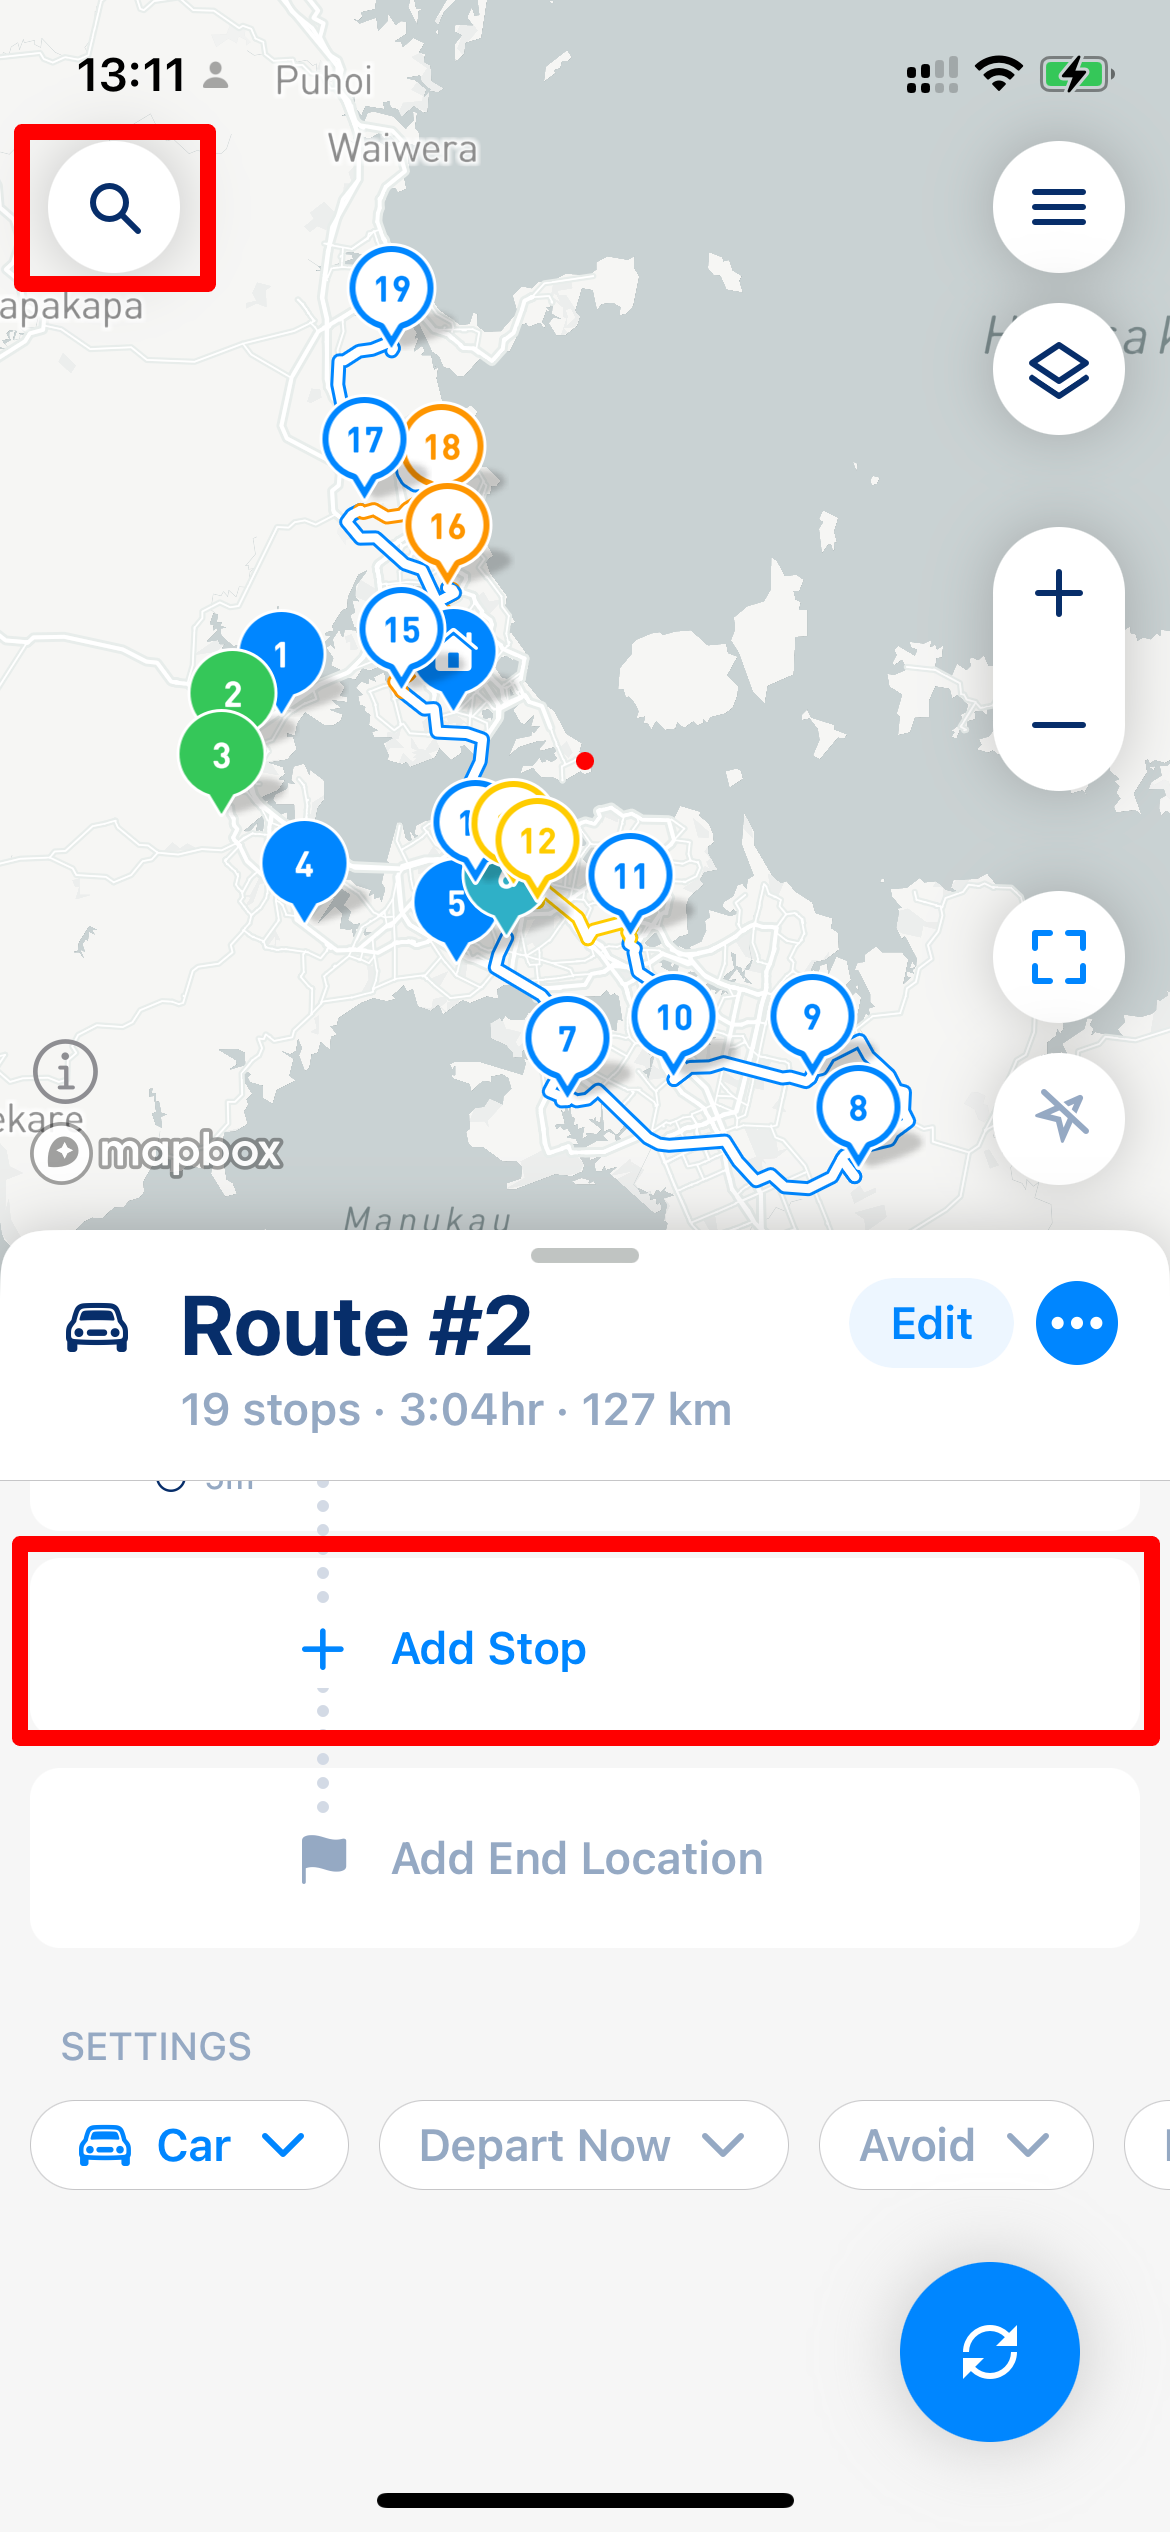 13:11
Puhoi
Waiwera
apakapa
19
17
18
16
15
1
2
3
4
5
1
12
11
10
9
8
7
ekare
mapbox
Manukau
Route #2
Edit
19 stops · 3:04hr · 127 km
Add Stop
Add End Location
SETTINGS
Car
Depart Now
Avoid